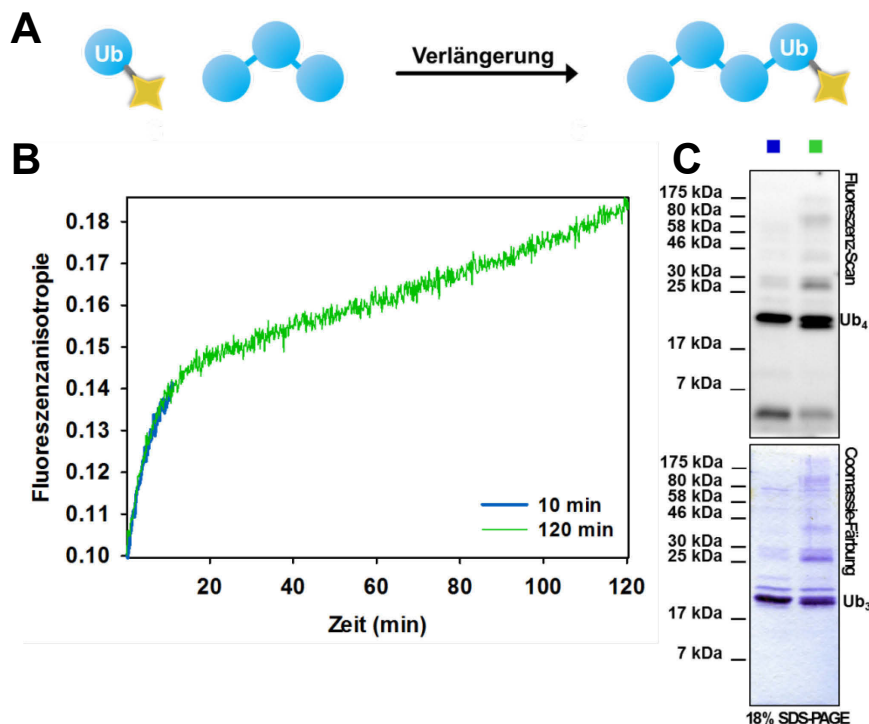 A
Ub
Verlängerung
Ub
B
Fluoreszenzanisotropie
0.18
0.17
0.16
0.15
0.14
0.13
0.12
0.11
0.10
20
40
60
80
100
120
Zeit (min)
10 min
120 min
C
175 kDa
80 kDa
58 kDa
46 kDa
30 kDa
25 kDa
17 kDa
7 kDa
Ub₄
Fluoreszenz-Scan
175 kDa
80 kDa
58 kDa
46 kDa
30 kDa
25 kDa
17 kDa
7 kDa
Ub₃
Coomassie-Färbung
18% SDS-PAGE